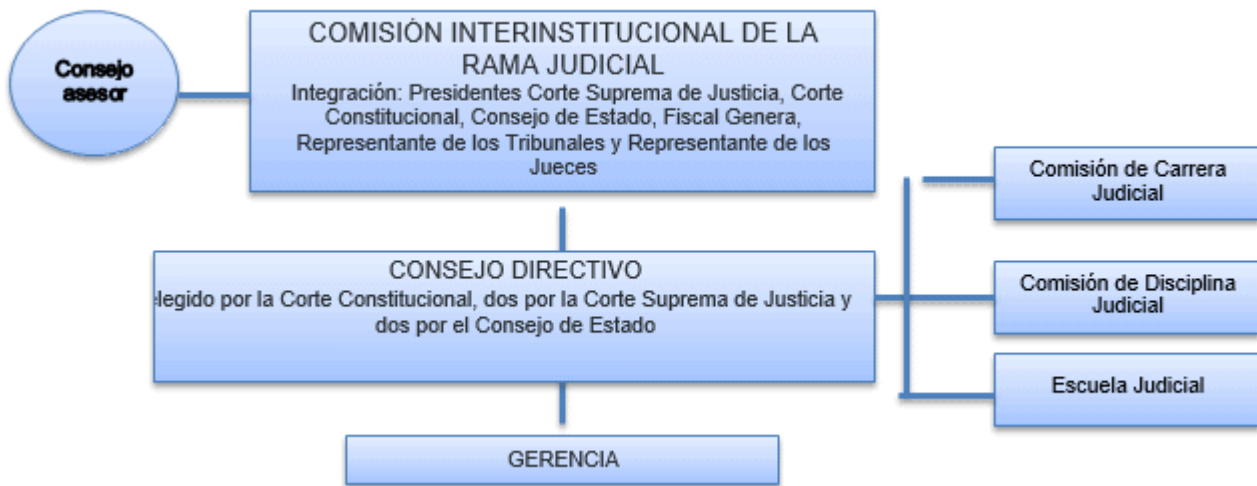 Consejo
asesor
COMISIÓN INTERINSTITUCIONAL DE LA
RAMA JUDICIAL
Integración: Presidentes Corte Suprema de Justicia, Corte
Constitucional, Consejo de Estado, Fiscal Genera,
Representante de los Tribunales y Representante de los
Jueces
Comisión de Carrera
Judicial
CONSEJO DIRECTIVO
elegido por la Corte Constitucional, dos por la Corte Suprema de Justicia y
dos por el Consejo de Estado
Comisión de Disciplina
Judicial
Escuela Judicial
GERENCIA